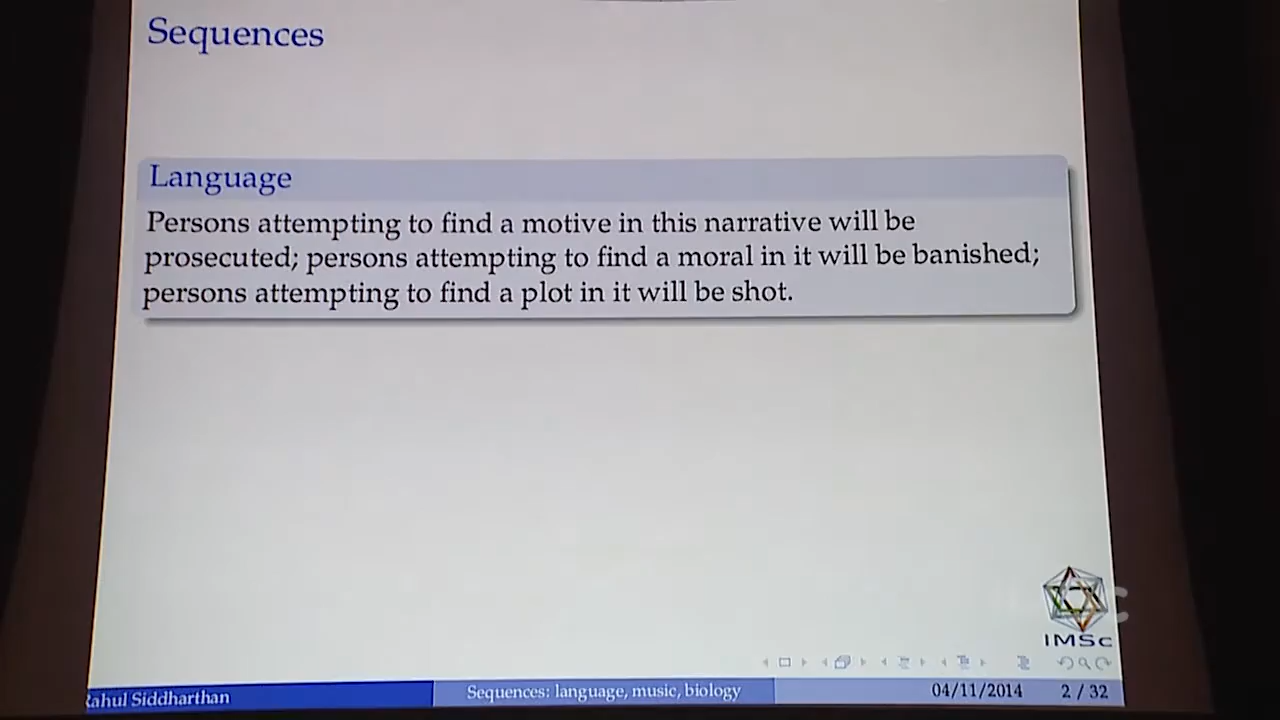 Sequences
Language
Persons attempting to find a motive in this narrative will be
prosecuted; persons attempting to find a moral in it will be banished;
persons attempting to find a plot in it will be shot.
IMSc
Rahul Siddharthan
Sequences: language, music, biology
04/11/2014
2 / 32